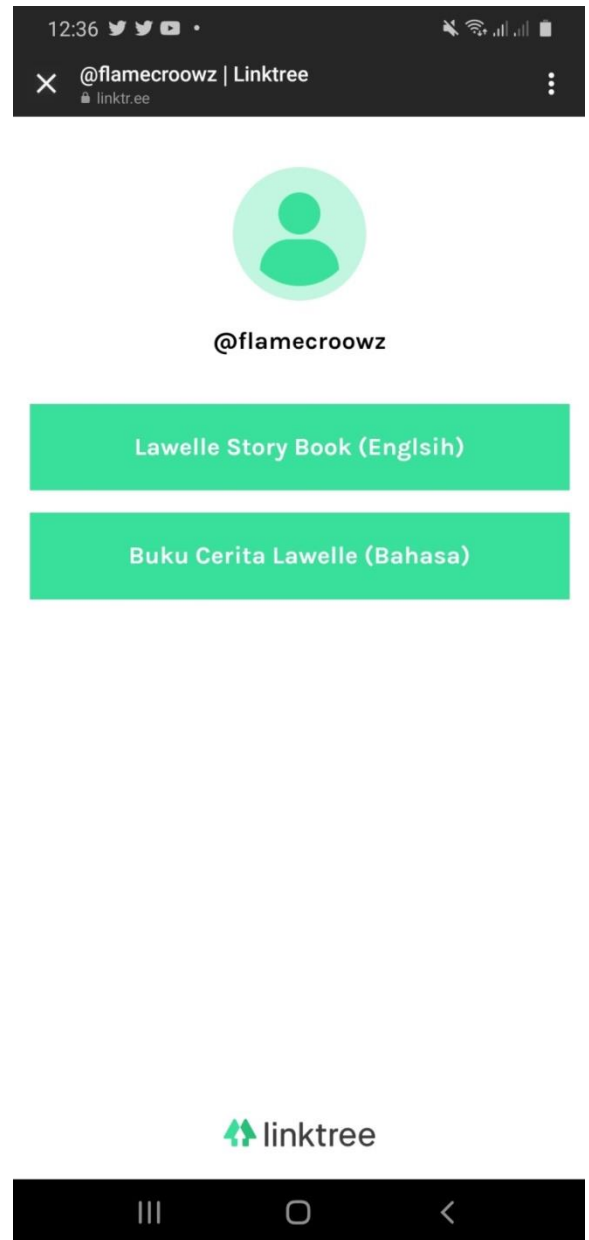 12:36
@flamecroowz | Linktree
linktr.ee
@flamecroowz
Lawelle Story Book (Englsih)
Buku Cerita Lawelle (Bahasa)
linktree